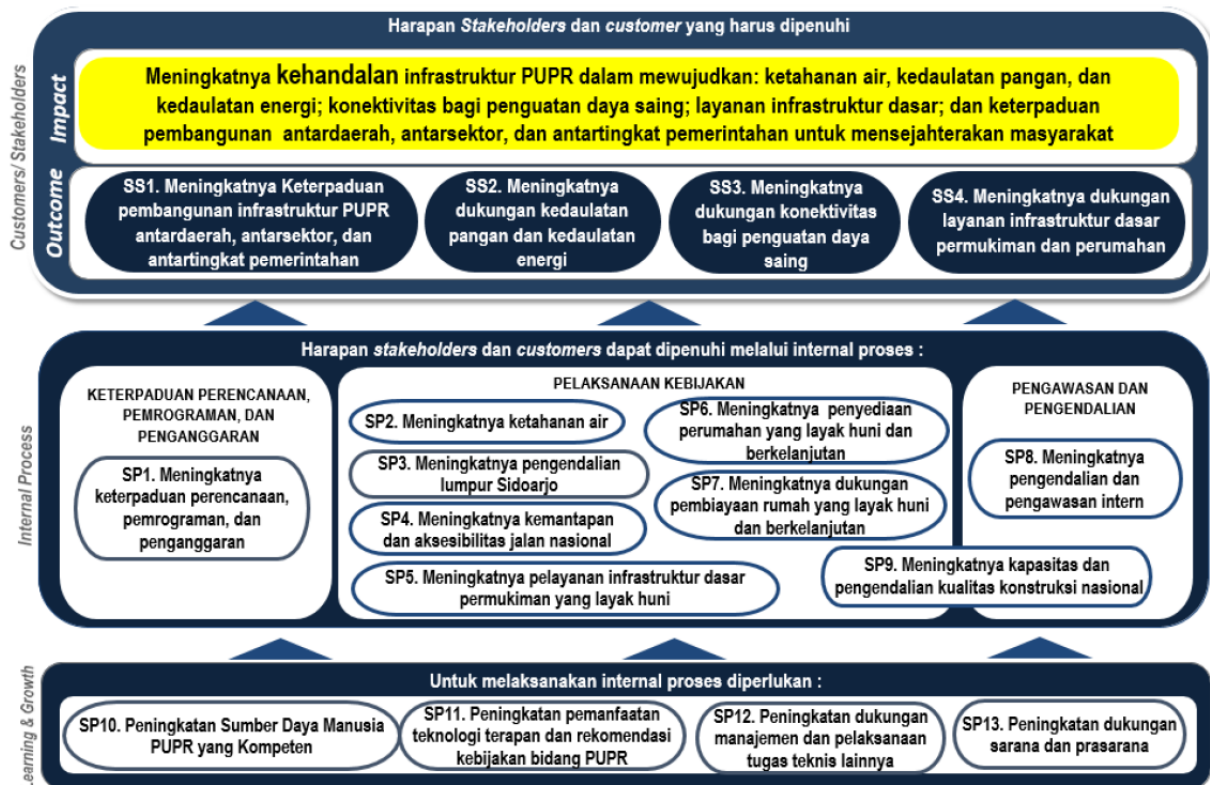 Harapan Stakeholders dan customer yang harus dipenuhi
Customers/ Stakeholders
Impact
Meningkatnya kehandalan infrastruktur PUPR dalam mewujudkan: ketahanan air, kedaulatan pangan, dan
kedaulatan energi; konektivitas bagi penguatan daya saing; layanan infrastruktur dasar; dan keterpaduan
pembangunan antardaerah, antarsektor, dan antartingkat pemerintahan untuk mensejahterakan masyarakat
Outcome
SS1. Meningkatnya Keterpaduan
pembangunan infrastruktur PUPR
antardaerah, antarsektor, dan
antartingkat pemerintahan
SS2. Meningkatnya
dukungan kedaulatan
pangan dan kedaulatan
energi
SS3. Meningkatnya
dukungan konektivitas
bagi penguatan daya
saing
SS4. Meningkatnya dukungan
layanan infrastruktur dasar
permukiman dan perumahan
Internal Process
Harapan stakeholders dan customers dapat dipenuhi melalui internal proses :
KETERPADUAN PERENCANAAN,
PEMROGRAMAN, DAN
PENGANGGARAN
SP1. Meningkatnya
keterpaduan perencanaan,
pemrograman, dan
penganggaran
PELAKSANAAN KEBIJAKAN
SP2. Meningkatnya ketahanan air
SP3. Meningkatnya pengendalian
lumpur Sidoarjo
SP4. Meningkatnya kemantapan
dan aksesibilitas jalan nasional
SP5. Meningkatnya pelayanan infrastruktur dasar
permukiman yang layak huni
SP6. Meningkatnya penyediaan
perumahan yang layak huni dan
berkelanjutan
SP7. Meningkatnya dukungan
pembiayaan rumah yang layak huni
dan berkelanjutan
PENGAWASAN DAN
PENGENDALIAN
SP8. Meningkatnya
pengendalian dan
pengawasan intern
SP9. Meningkatnya kapasitas dan
pengendalian kualitas konstruksi nasional
earning & Growth
Untuk melaksanakan internal proses diperlukan :
SP10. Peningkatan Sumber Daya Manusia
PUPR yang Kompeten
SP11. Peningkatan pemanfaatan
teknologi terapan dan rekomendasi
kebijakan bidang PUPR
SP12. Peningkatan dukungan
manajemen dan pelaksanaan
tugas teknis lainnya
SP13. Peningkatan dukungan
sarana dan prasarana